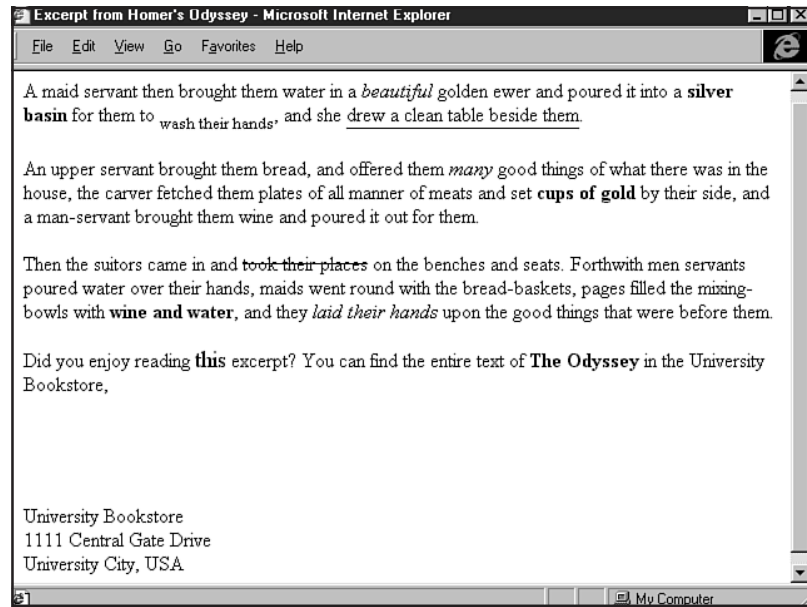 Excerpt from Homer's Odyssey - Microsoft Internet Explorer
File Edit View Go Favorites Help
A maid servant then brought them water in a beautiful golden ewer and poured it into a silver
basin for them to wash their hands, and she drew a clean table beside them.
An upper servant brought them bread, and offered them many good things of what there was in the
house, the carver fetched them plates of all manner of meats and set cups of gold by their side, and
a man-servant brought them wine and poured it out for them.
Then the suitors came in and took their places on the benches and seats. Forthwith men servants
poured water over their hands, maids went round with the bread-baskets, pages filled the mixing-
bowls with wine and water, and they laid their hands upon the good things that were before them.
Did you enjoy reading this excerpt? You can find the entire text of The Odyssey in the University
Bookstore,
University Bookstore
1111 Central Gate Drive
University City, USA
My Computer